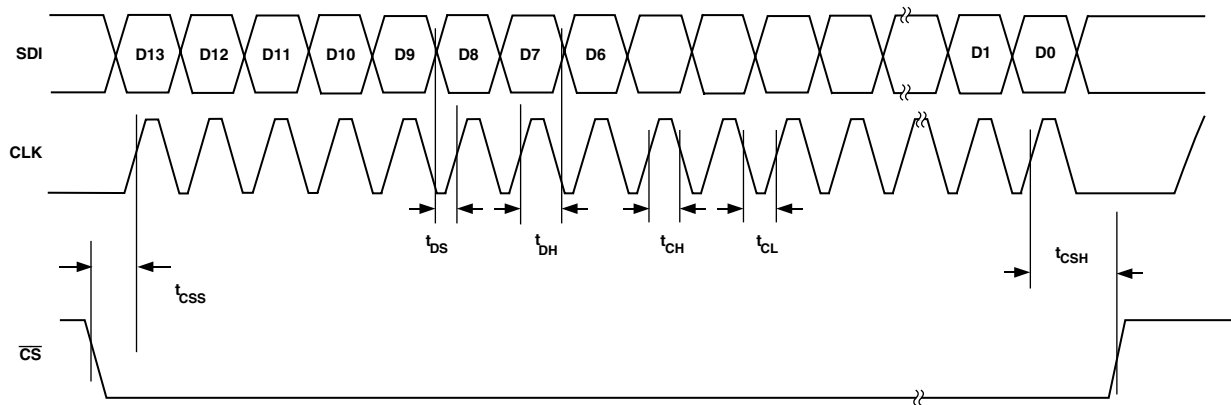 SDI
D13 D12 D11 D10 D9 D8 D7 D6 D1 D0
CLK
tDS tDH tCH tCL tCSH
tCSS
CS